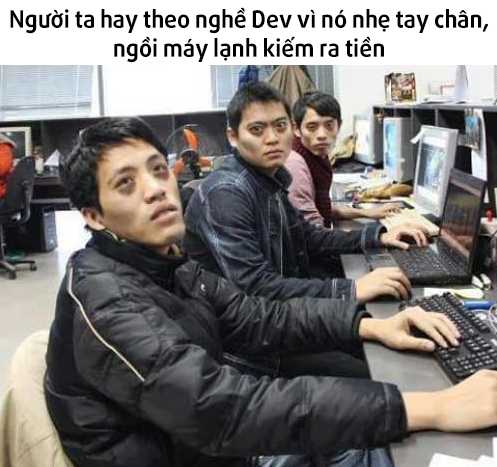 Người ta hay theo nghề Dev vì nó nhẹ tay chân,
ngồi máy lạnh kiếm ra tiền